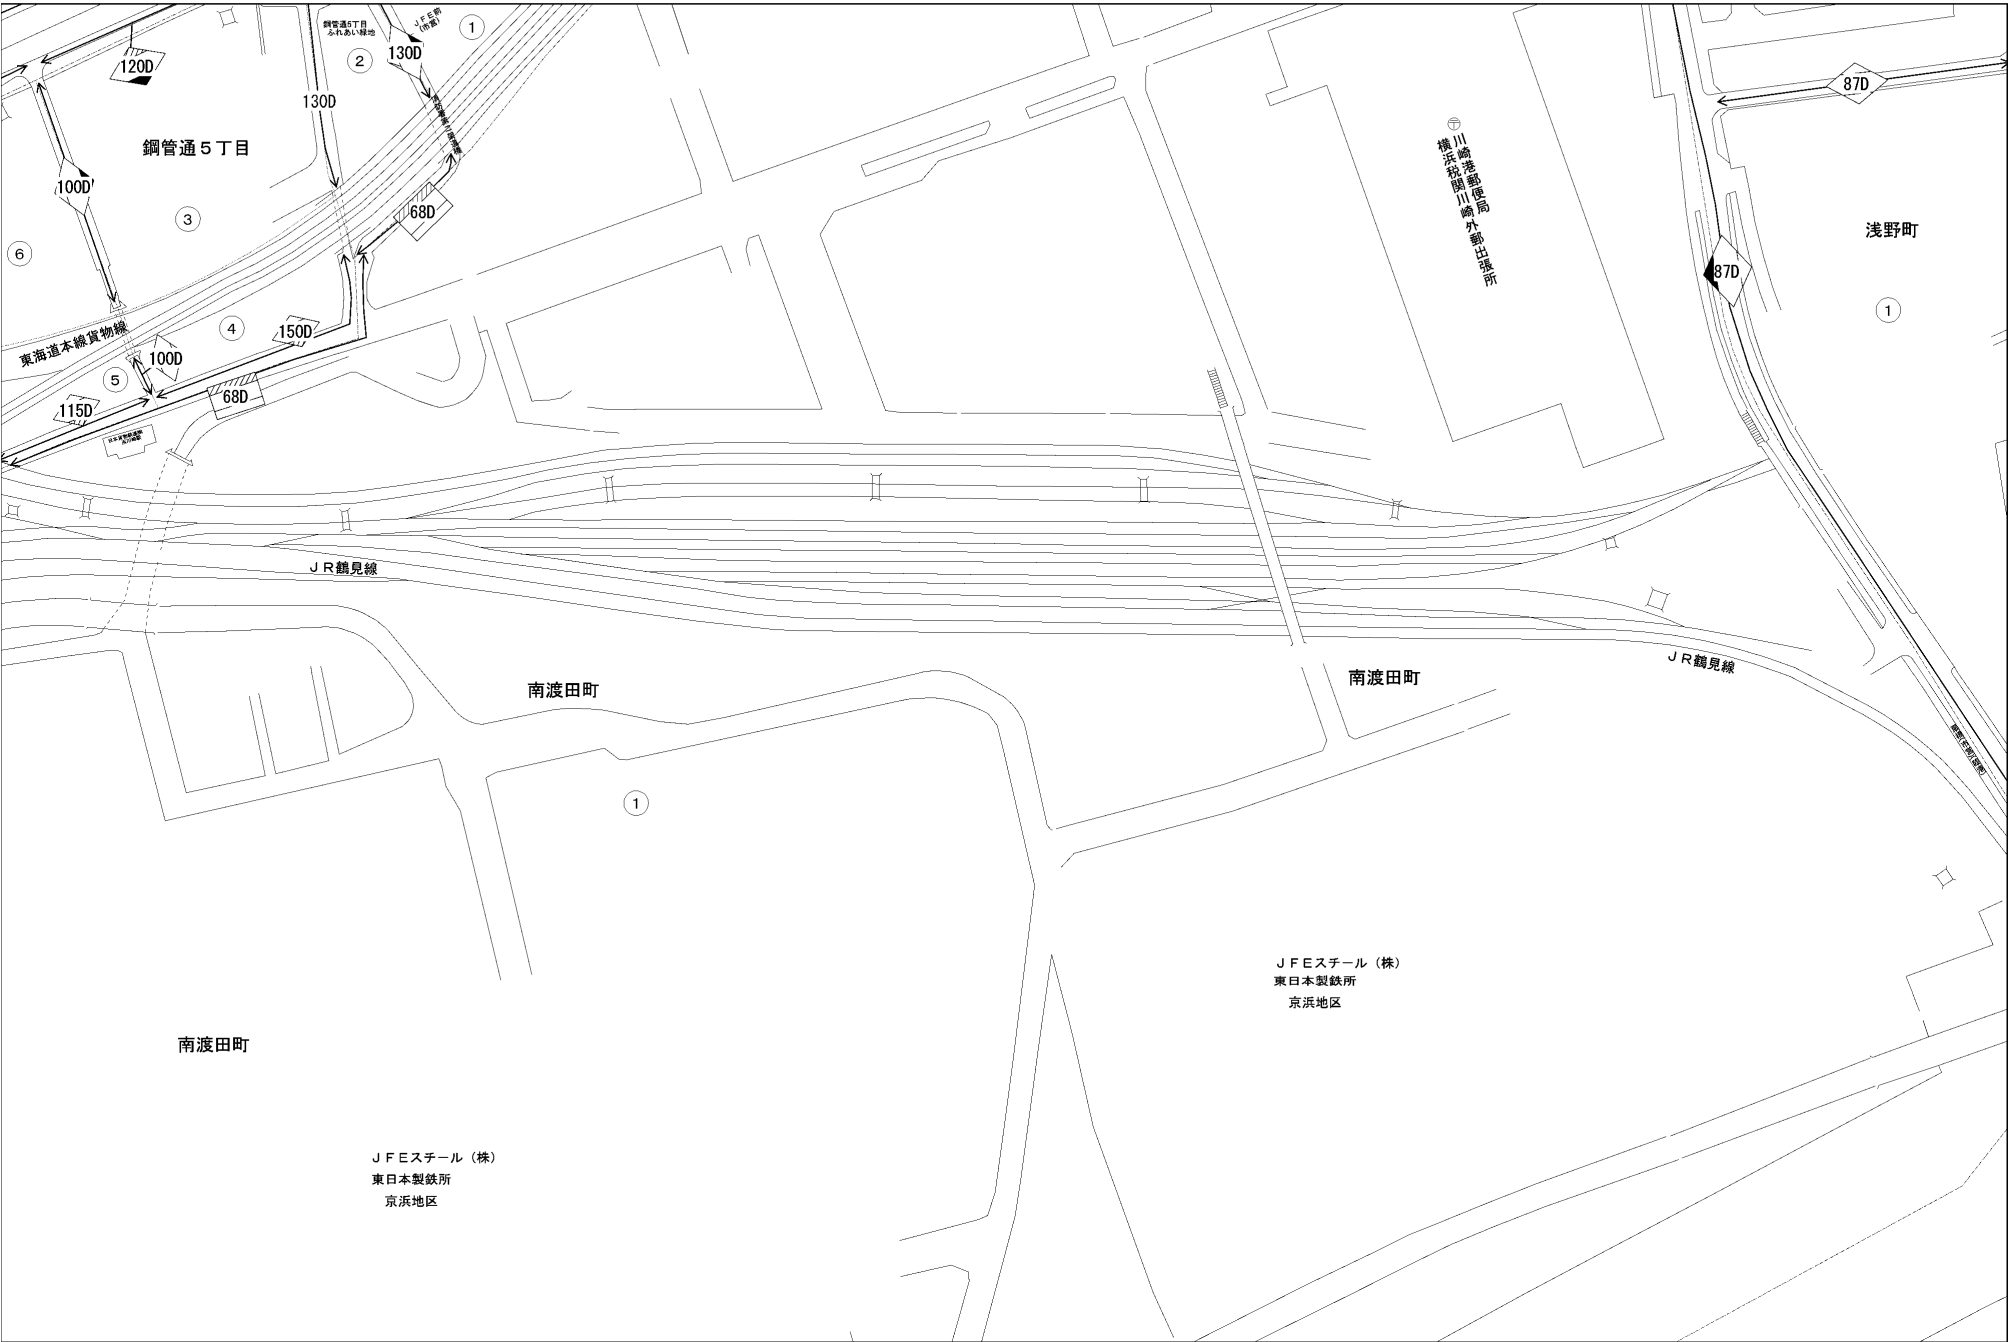 鋼管通5丁目
ふれあい緑地
JFE前
(市営)
①
②
130D
120D
130D
87D
鋼管通5丁目
100D
③
68D
⑥
川崎港郵便局
横浜税関川崎外郵出張所
浅野町
87D
①
東海道本線貨物線
④
150D
100D
⑤
68D
115D
JR鶴見線
南渡田町
南渡田町
JR鶴見線
①
JFEスチール(株)
東日本製鉄所
京浜地区
南渡田町
JFEスチール(株)
東日本製鉄所
京浜地区